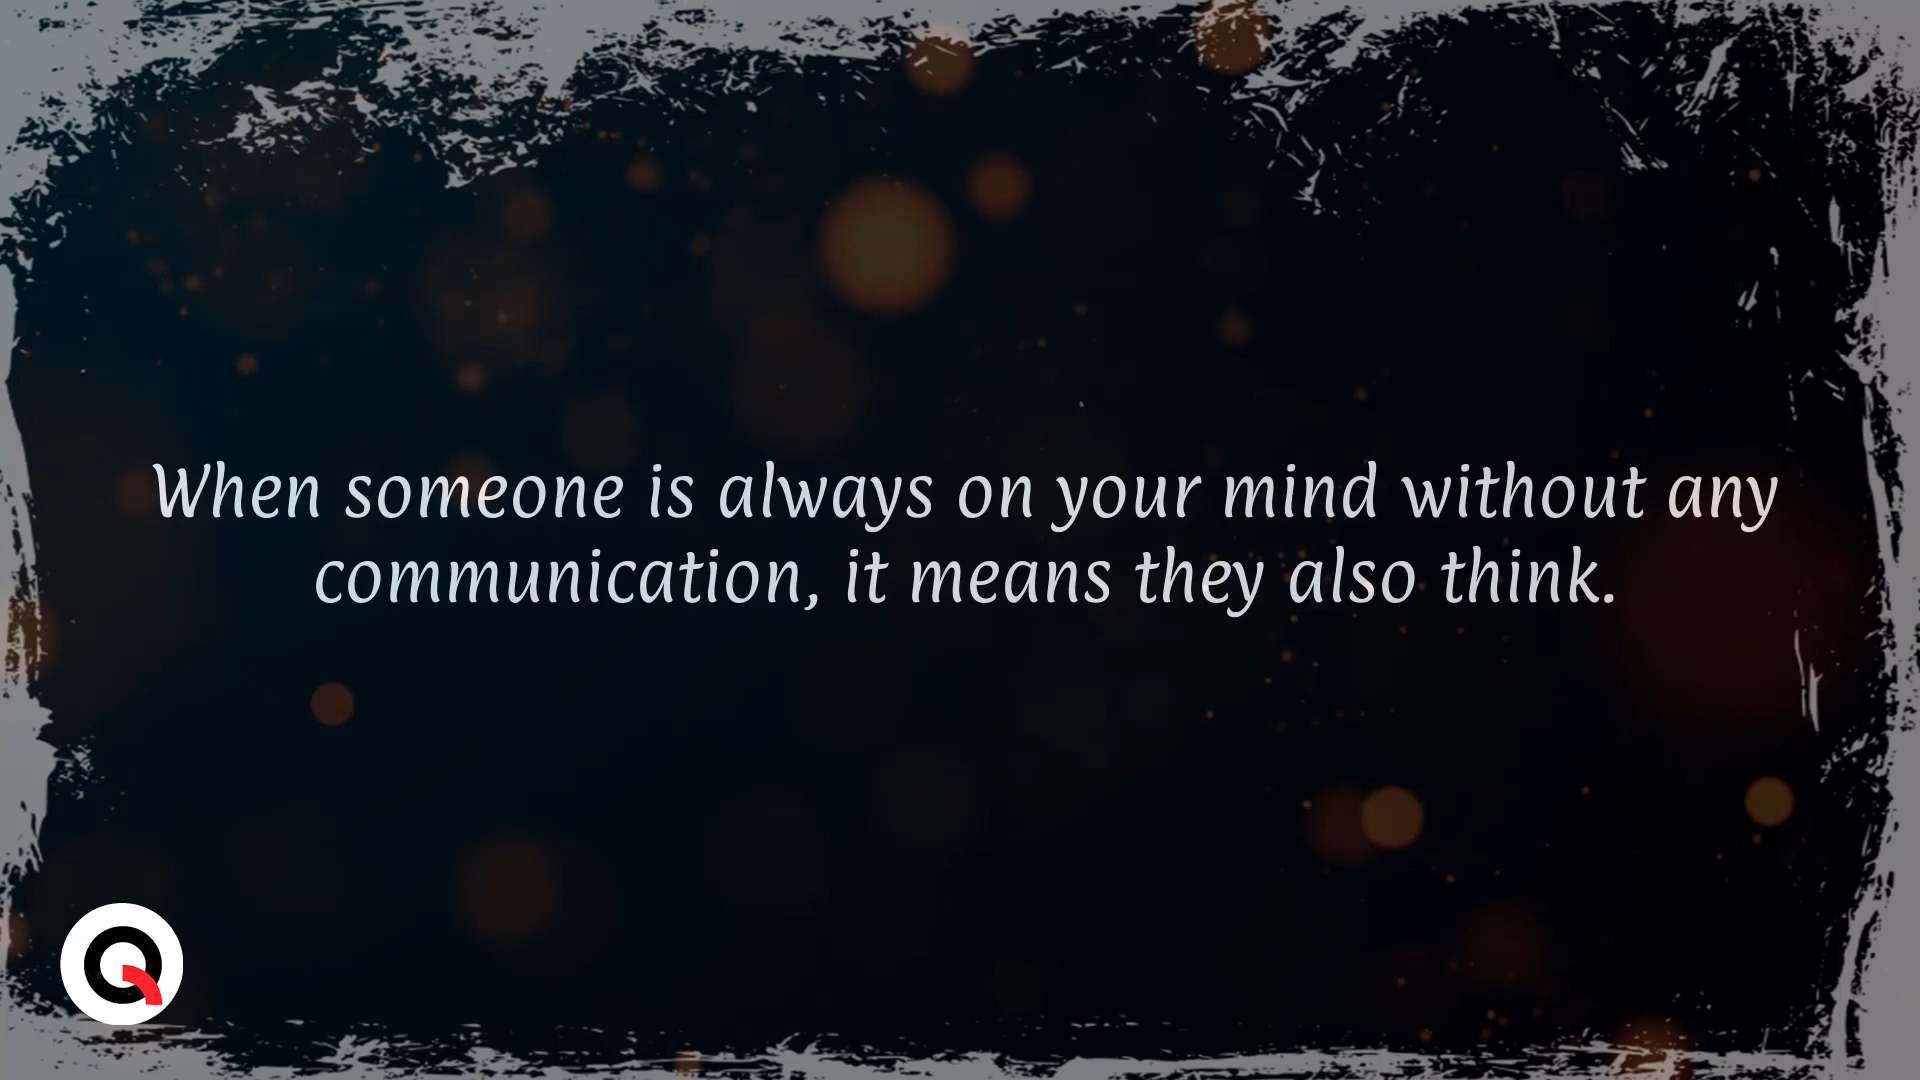 When someone is always on your mind without any
communication, it means they also think.